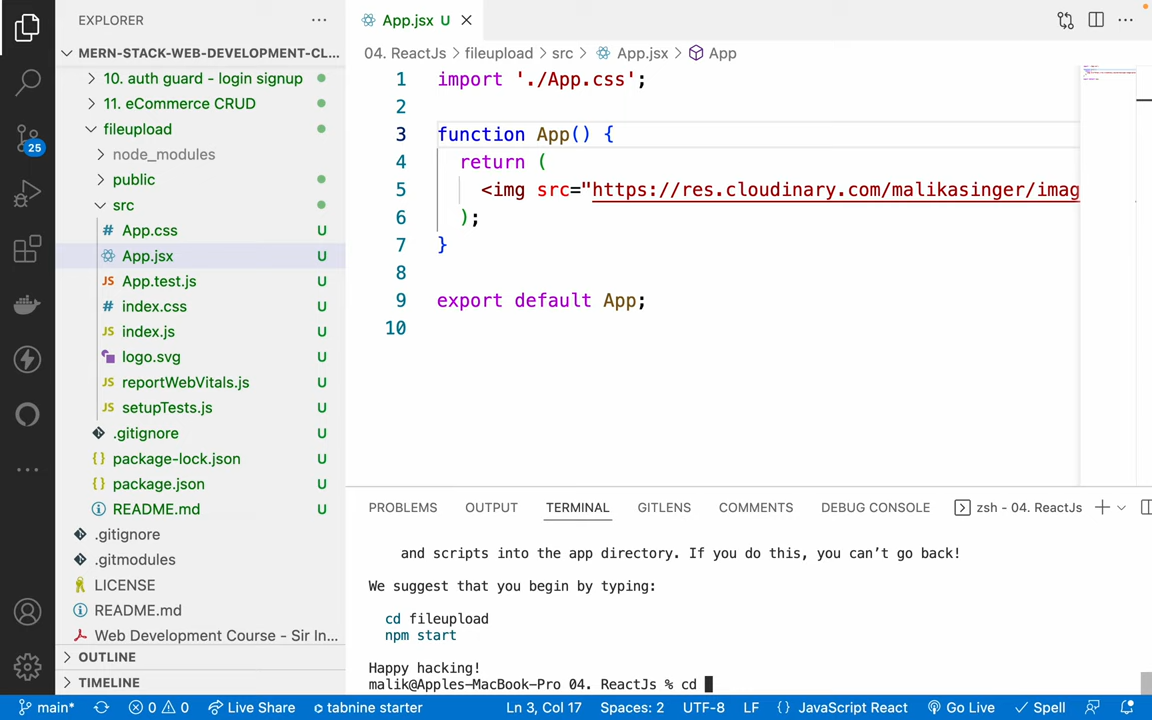 EXPLORER
MERN-STACK-WEB-DEVELOPMENT-CL...
10. auth guard - login signup
11. eCommerce CRUD
fileupload
node_modules
public
src
# App.css U
App.jsx U
JS App.test.js U
# index.css U
JS index.js U
logo.svg U
JS reportWebVitals.js U
JS setupTests.js U
.gitignore U
{} package-lock.json U
{} package.json U
README.md U
.gitignore
.gitmodules
LICENSE
README.md
Web Development Course - Sir In...
OUTLINE
TIMELINE
25
App.jsx U
04. ReactJs > fileupload > src > App.jsx > App
1 import './App.css';
2
3 function App() {
4 return (
5 <img src="https://res.cloudinary.com/malikasinger/imag
6 );
7 }
8
9 export default App;
10
PROBLEMS OUTPUT TERMINAL GITLENS COMMENTS DEBUG CONSOLE zsh - 04. ReactJs
and scripts into the app directory. If you do this, you can’t go back!
We suggest that you begin by typing:
cd fileupload
npm start
Happy hacking!
malik@Apples-MacBook-Pro 04. ReactJs % cd
main* 0 0 Live Share tabnine starter Ln 3, Col 17 Spaces: 2 UTF-8 LF {} JavaScript React Go Live Spell